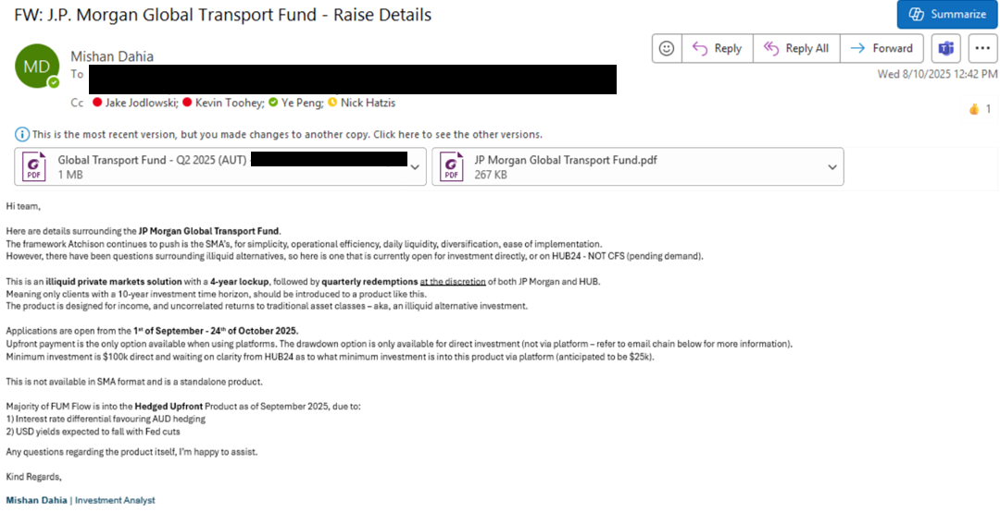 FW: J.P. Morgan Global Transport Fund - Raise Details
Summarize
MD
Mishan Dahia
To
Reply
Reply All
Forward
Wed 8/10/2025 12:42 PM
Cc Jake Jodlowski; Kevin Toohey; Ye Peng; Nick Hatzis
1
This is the most recent version, but you made changes to another copy. Click here to see the other versions.
PDF
Global Transport Fund - Q2 2025 (AUT)
1 MB
PDF
JP Morgan Global Transport Fund.pdf
267 KB
Hi team,
Here are details surrounding the JP Morgan Global Transport Fund.
The framework Atchison continues to push is the SMA's, for simplicity, operational efficiency, daily liquidity, diversification, ease of implementation.
However, there have been questions surrounding illiquid alternatives, so here is one that is currently open for investment directly, or on HUB24 - NOT CFS (pending demand).
This is an illiquid private markets solution with a 4-year lockup, followed by quarterly redemptions at the discretion of both JP Morgan and HUB.
Meaning only clients with a 10-year investment time horizon, should be introduced to a product like this.
The product is designed for income, and uncorrelated returns to traditional asset classes – aka, an illiquid alternative investment.
Applications are open from the 1st of September - 24th of October 2025.
Upfront payment is the only option available when using platforms. The drawdown option is only available for direct investment (not via platform – refer to email chain below for more information).
Minimum investment is $100k direct and waiting on clarity from HUB24 as to what minimum investment is into this product via platform (anticipated to be $25k).
This is not available in SMA format and is a standalone product.
Majority of FUM Flow is into the Hedged Upfront Product as of September 2025, due to:
1) Interest rate differential favouring AUD hedging
2) USD yields expected to fall with Fed cuts
Any questions regarding the product itself, I'm happy to assist.
Kind Regards,
Mishan Dahia | Investment Analyst